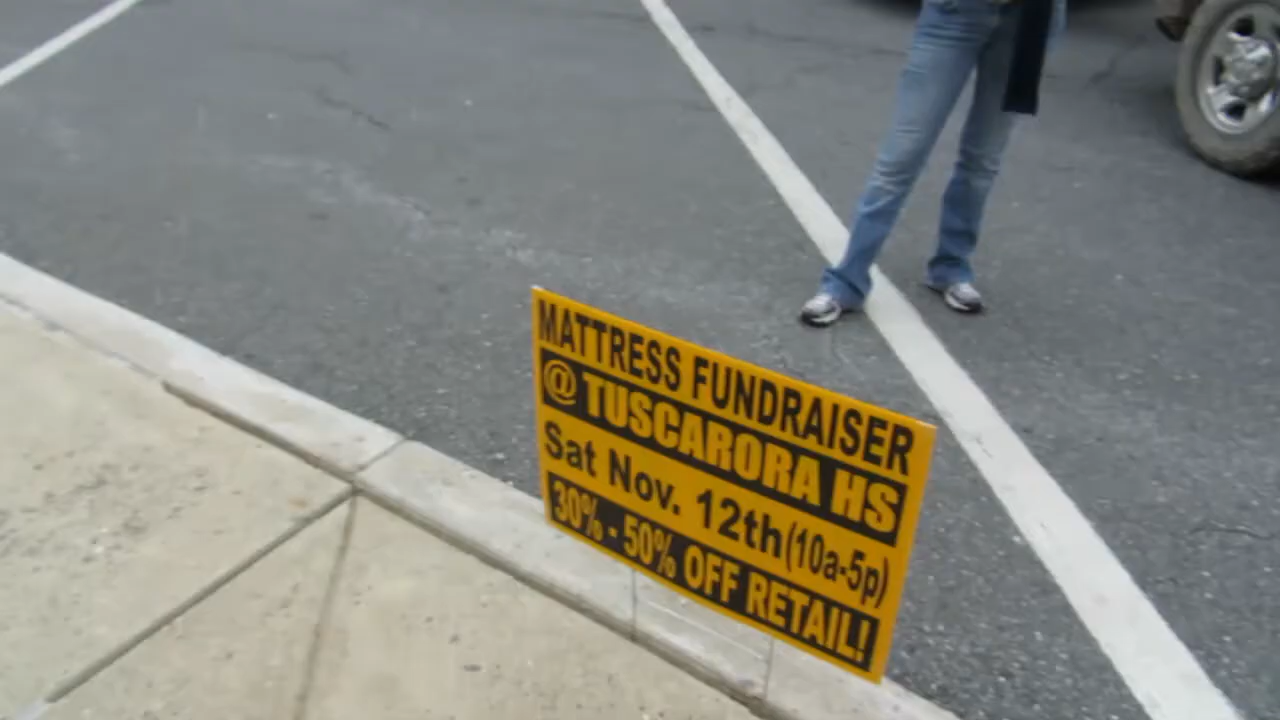 MATTRESS FUNDRAISER
@ TUSCARORA HS
Sat Nov. 12th (10a-5p)
30% - 50% OFF RETAIL!